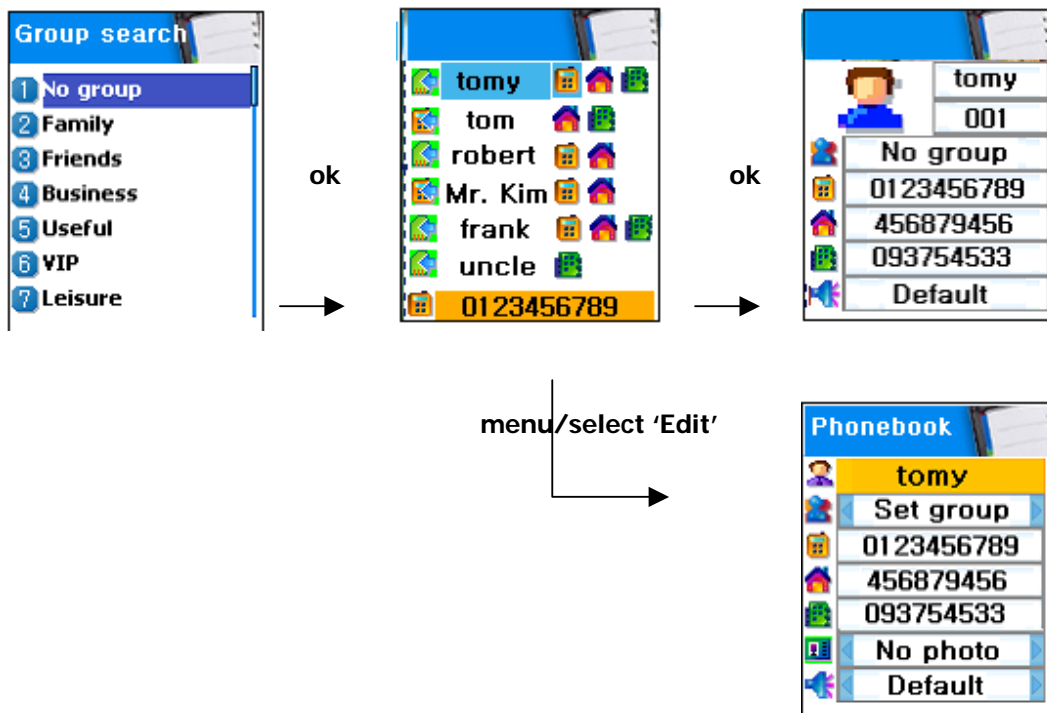 Group search
1 No group
2 Family
3 Friends
4 Business
5 Useful
6 VIP
7 Leisure
ok
tomy
tom
robert
Mr. Kim
frank
uncle
0123456789
ok
tomy
001
No group
0123456789
456879456
093754533
Default
menu/select ‘Edit’
Phonebook
tomy
Set group
0123456789
456879456
093754533
No photo
Default